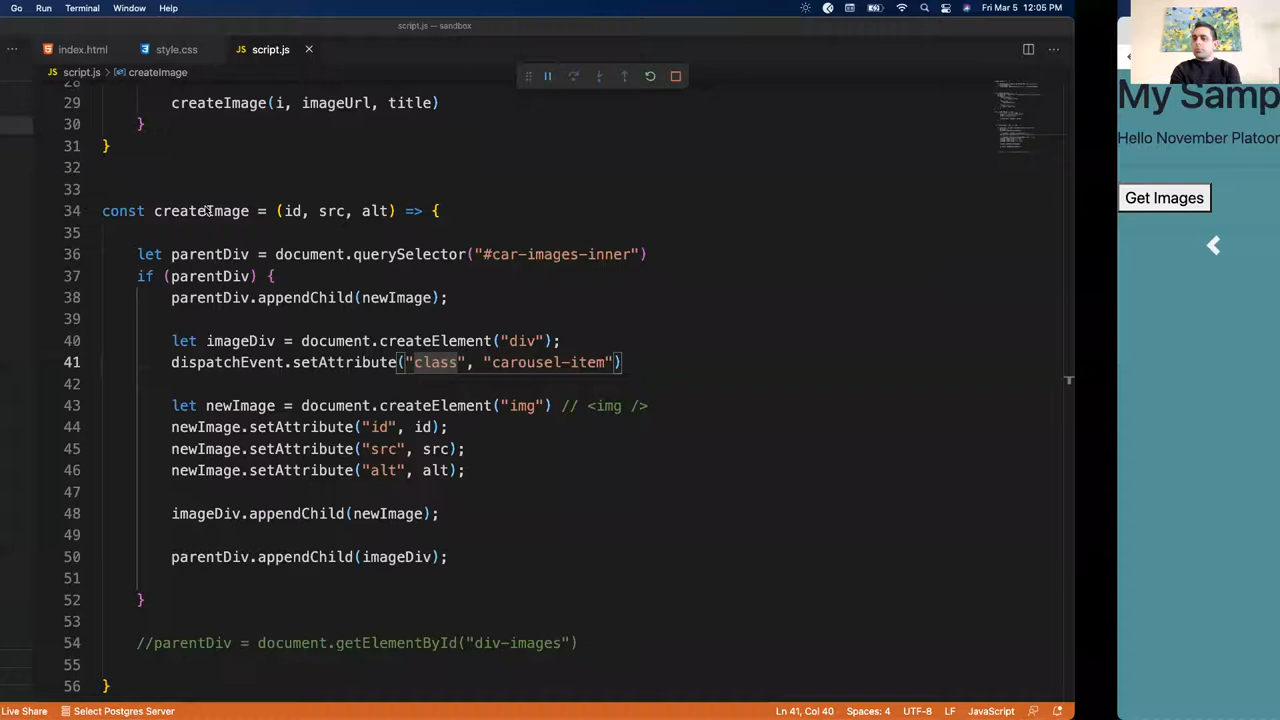 Go Run Terminal Window Help Fri Mar 5 12:05 PM
script.js — sandbox
index.html style.css JS script.js
JS script.js > createImage
28
29 createImage(i, imageUrl, title)
30 }
31 }
32
33
34 const createImage = (id, src, alt) => {
35
36 let parentDiv = document.querySelector("#car-images-inner")
37 if (parentDiv) {
38 parentDiv.appendChild(newImage);
39
40 let imageDiv = document.createElement("div");
41 dispatchEvent.setAttribute("class", "carousel-item")
42
43 let newImage = document.createElement("img") // <img />
44 newImage.setAttribute("id", id);
45 newImage.setAttribute("src", src);
46 newImage.setAttribute("alt", alt);
47
48 imageDiv.appendChild(newImage);
49
50 parentDiv.appendChild(imageDiv);
51
52 }
53
54 //parentDiv = document.getElementById("div-images")
55
56 }
Live Share Select Postgres Server Ln 41, Col 40 Spaces: 4 UTF-8 LF JavaScript
My Samp
Hello November Platoon
Get Images